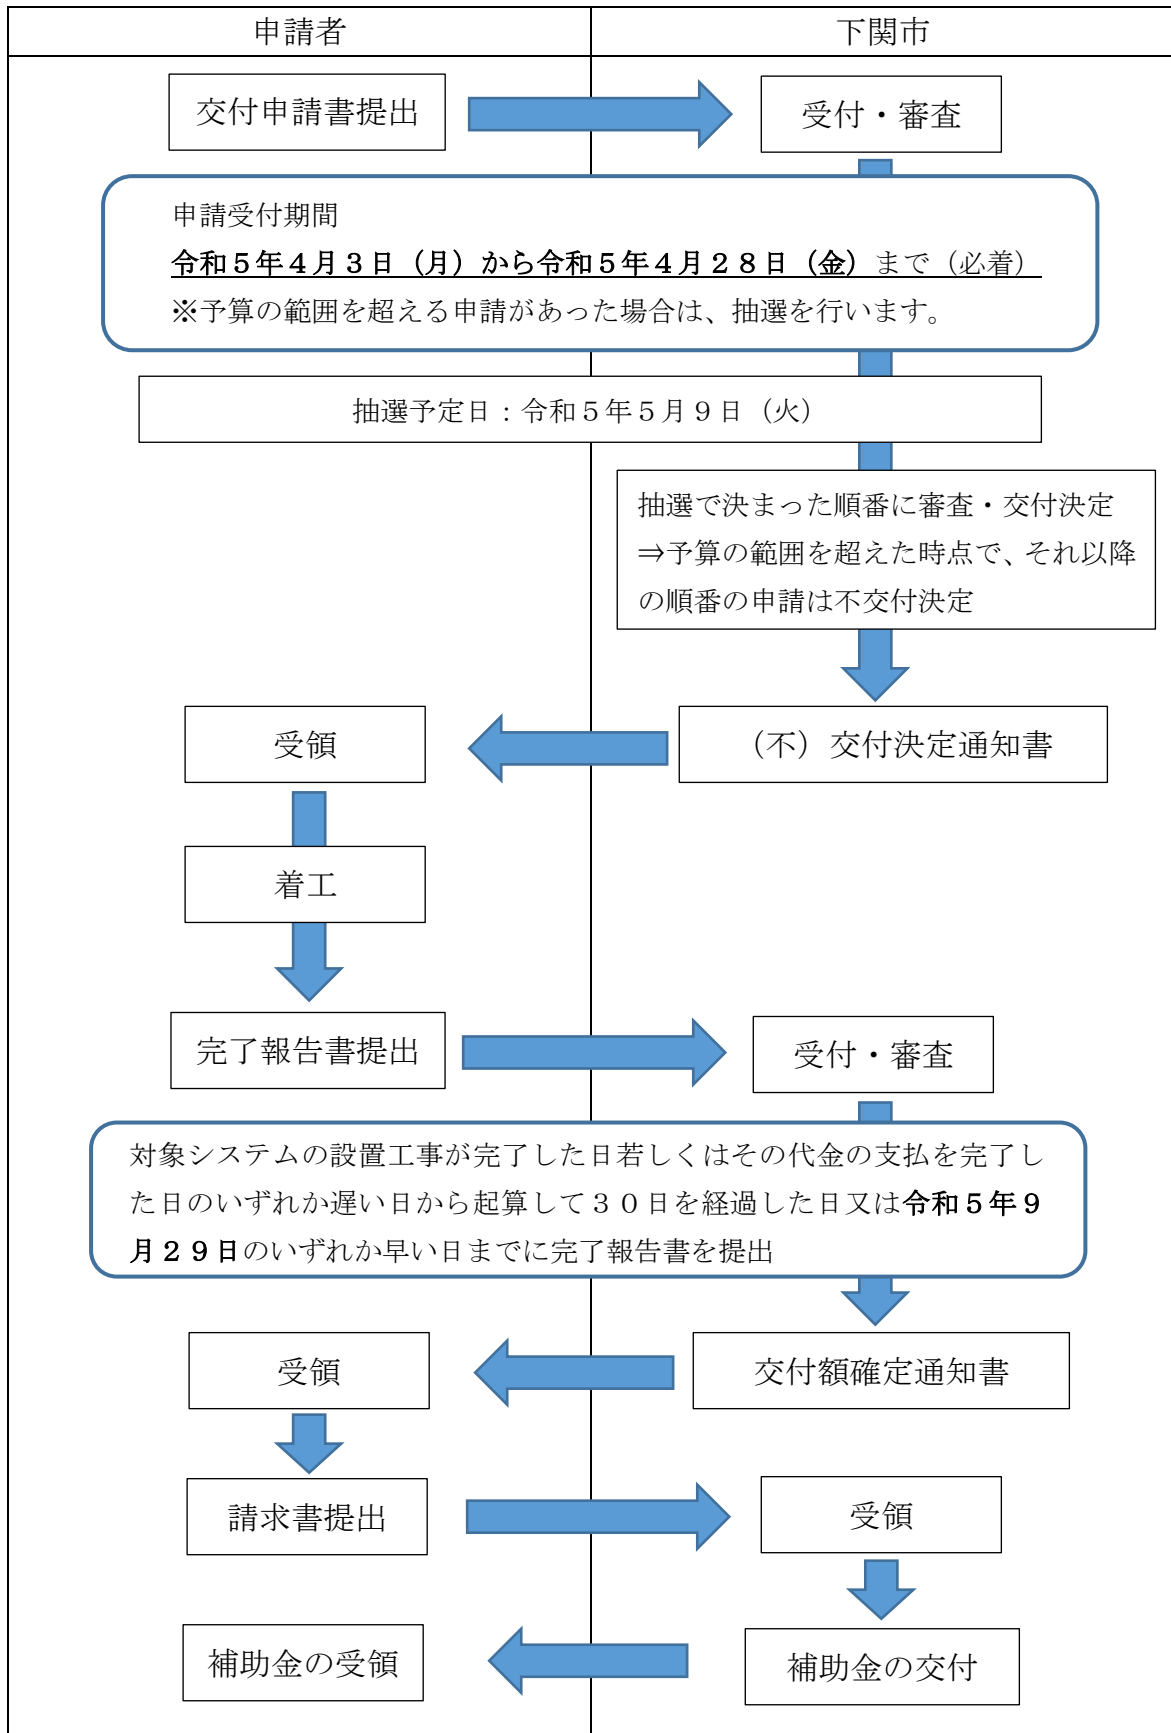 申請者
下関市
交付申請書提出
受付・審査
申請受付期間
令和５年４月３日（月）から令和５年４月２８日（金）まで（必着）
※予算の範囲を超える申請があった場合は、抽選を行います。
抽選予定日：令和５年５月９日（火）
抽選で決まった順番に審査・交付決定
⇒予算の範囲を超えた時点で、それ以降
の順番の申請は不交付決定
受領
（不）交付決定通知書
着工
完了報告書提出
受付・審査
対象システムの設置工事が完了した日若しくはその代金の支払を完了し
た日のいずれか遅い日から起算して３０日を経過した日又は令和５年９
月２９日のいずれか早い日までに完了報告書を提出
受領
交付額確定通知書
請求書提出
受領
補助金の受領
補助金の交付